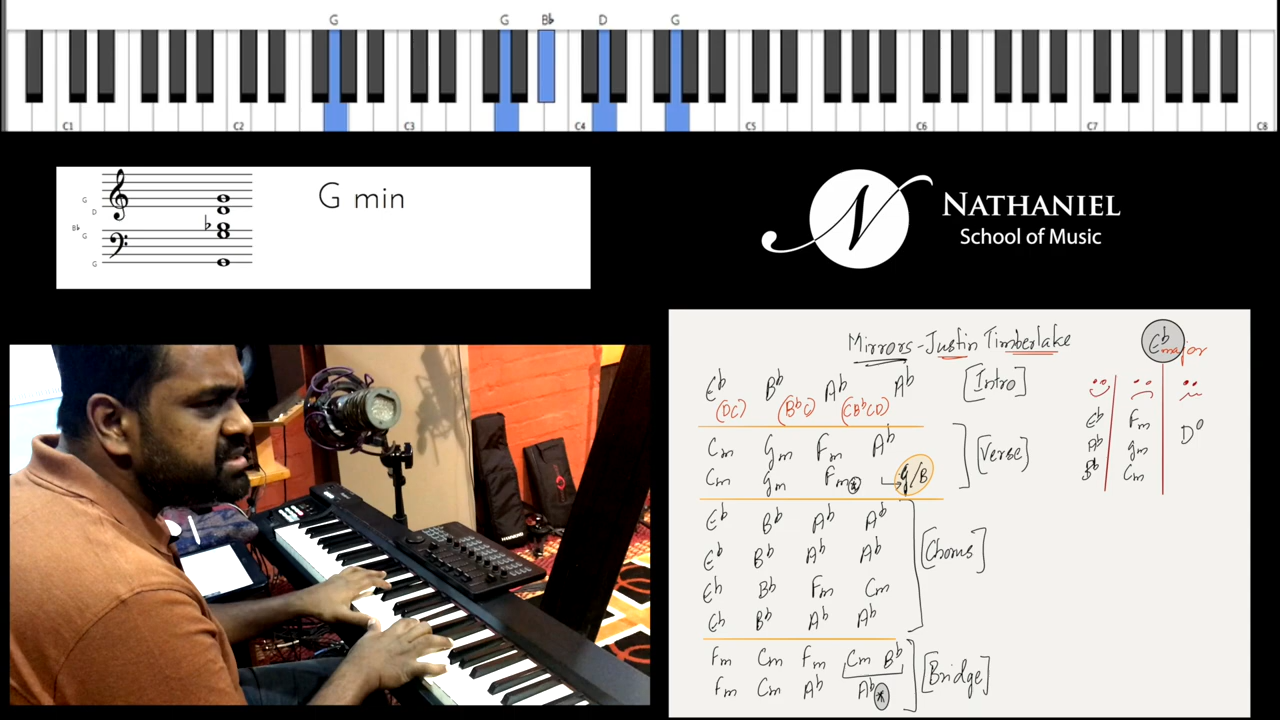 G G B♭ D G
C1 C2 C3 C4 C5 C6 C7 C8
G min
G
D
B♭
G
G
N
NATHANIEL
School of Music
Mirrors - Justin Timberlake
E♭ major
E♭ B♭ A♭ A♭ [Intro]
(DC) (B♭C) (CB♭CD)
Cm Gm Fm A♭
Cm Gm Fm* → G/B
[Verse]
E♭ Fm D°
A♭ Gm
B♭ Cm
E♭ B♭ A♭ A♭
E♭ B♭ A♭ A♭
E♭ B♭ Fm Cm
E♭ B♭ A♭ A♭
[Chorus]
Fm Cm Fm Cm B♭
Fm Cm A♭ A♭*
[Bridge]